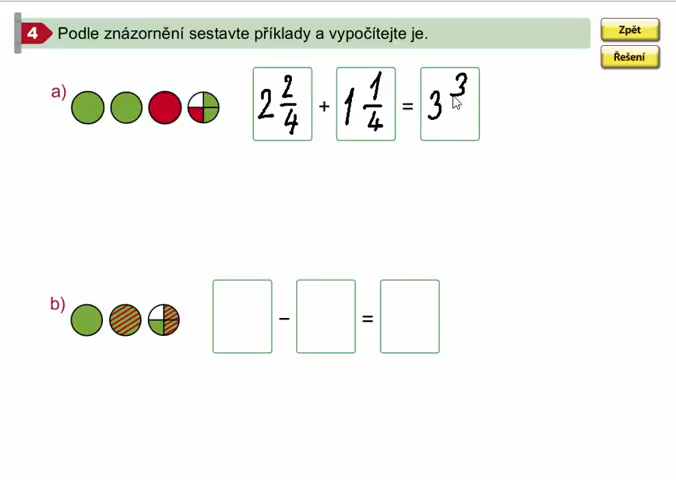 4 Podle znázornění sestavte příklady a vypočítejte je.
Zpět
Řešení
a) 2 2/4 + 1 1/4 = 3 3
b) − =